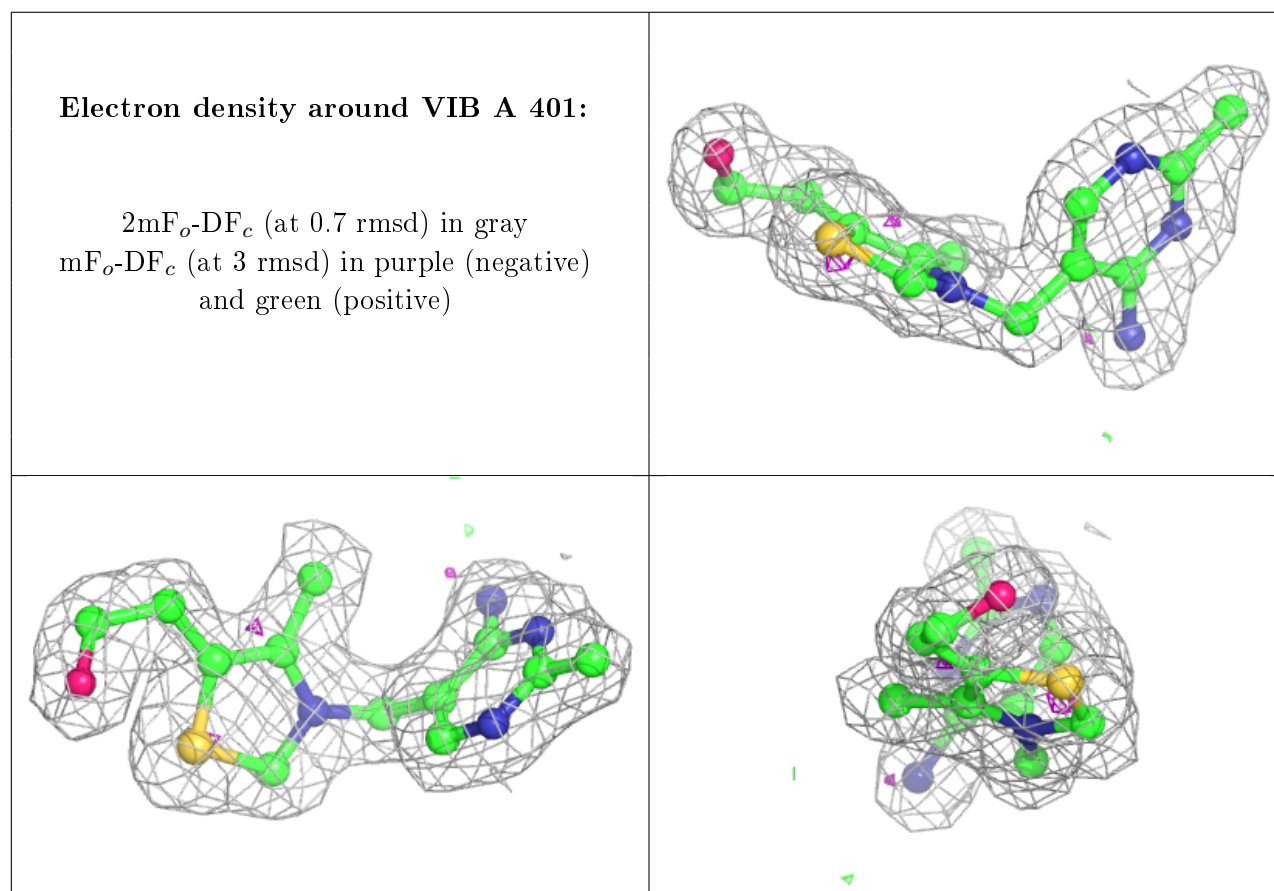 Electron density around VIB A 401:
2mFₒ-DF𝑐 (at 0.7 rmsd) in gray
mFₒ-DF𝑐 (at 3 rmsd) in purple (negative)
and green (positive)